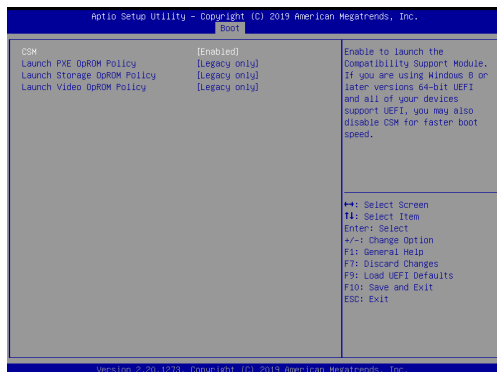 Aptio Setup Utility – Copyright (C) 2019 American Megatrends, Inc.
Boot
CSM [Enabled]
Launch PXE OpROM Policy [Legacy only]
Launch Storage OpROM Policy [Legacy only]
Launch Video OpROM Policy [Legacy only]
Enable to launch the
Compatibility Support Module.
If you are using Windows 8 or
later versions 64-bit UEFI
and all of your devices
support UEFI, you may also
disable CSM for faster boot
speed.
↔: Select Screen
↑↓: Select Item
Enter: Select
+/-: Change Option
F1: General Help
F7: Discard Changes
F9: Load UEFI Defaults
F10: Save and Exit
ESC: Exit
Version 2.20.1273. Copyright (C) 2019 American Megatrends, Inc.